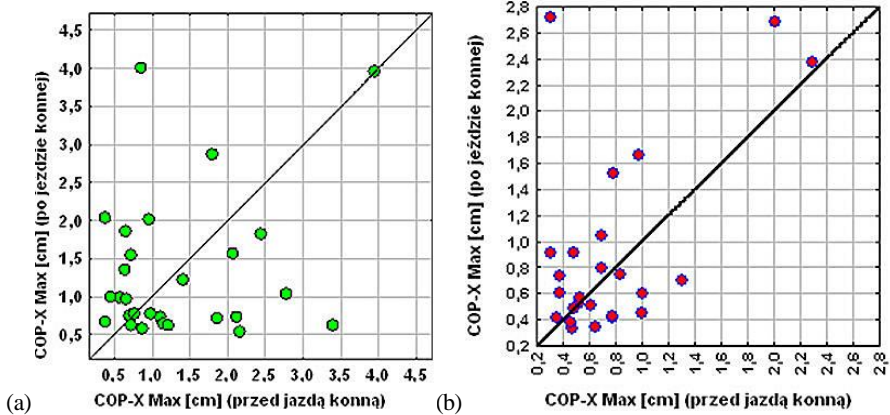 4,5
4,0
3,5
3,0
2,5
2,0
1,5
1,0
0,5
COP-X Max [cm] (po jeździe konnej)
0,5 1,0 1,5 2,0 2,5 3,0 3,5 4,0 4,5
COP-X Max [cm] (przed jazdą konną)
(a)
2,8
2,6
2,4
2,2
2,0
1,8
1,6
1,4
1,2
1,0
0,8
0,6
0,4
0,2
COP-X Max [cm] (po jeździe konnej)
0,2 0,4 0,6 0,8 1,0 1,2 1,4 1,6 1,8 2,0 2,2 2,4 2,6 2,8
COP-X Max [cm] (przed jazdą konną)
(b)